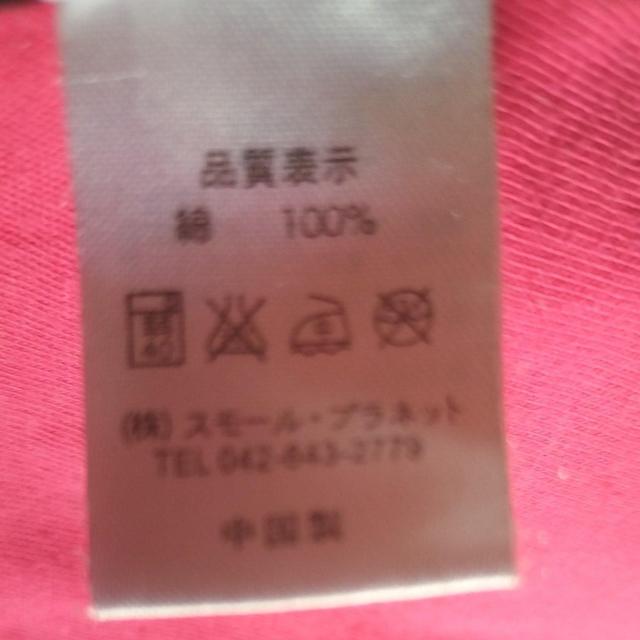 品質表示
綿 100%
(株)スモール・プラネット
TEL 042-643-2779
中国製